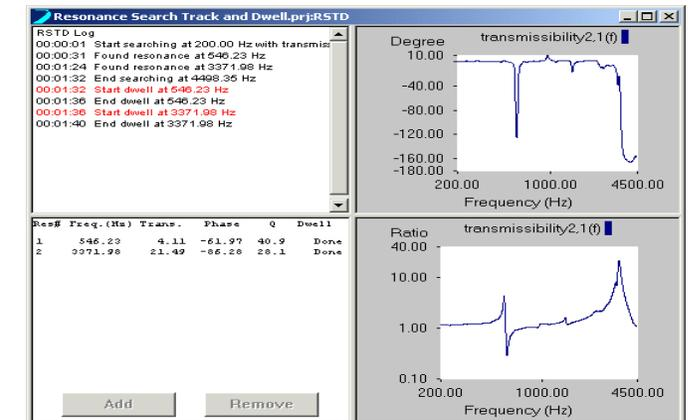 Resonance Search Track and Dwell.prj:RSTD
RSTD Log
00:00:01 Start searching at 200.00 Hz with transmiss
00:00:31 Found resonance at 546.23 Hz
00:01:24 Found resonance at 3371.98 Hz
00:01:32 End searching at 4498.35 Hz
00:01:32 Start dwell at 546.23 Hz
00:01:36 End dwell at 546.23 Hz
00:01:36 Start dwell at 3371.98 Hz
00:01:40 End dwell at 3371.98 Hz
Degree transmissibility2,1(f)
10.00
-40.00
-80.00
-120.00
-160.00
-180.00
200.00 1000.00 4500.00
Frequency (Hz)
Res# Freq.(Hz) Trans. Phase Q Dwell
1 546.23 4.11 -61.97 40.9 Done
2 3371.98 21.49 -86.28 28.1 Done
Add Remove
Ratio transmissibility2,1(f)
40.00
10.00
1.00
0.10
200.00 1000.00 4500.00
Frequency (Hz)